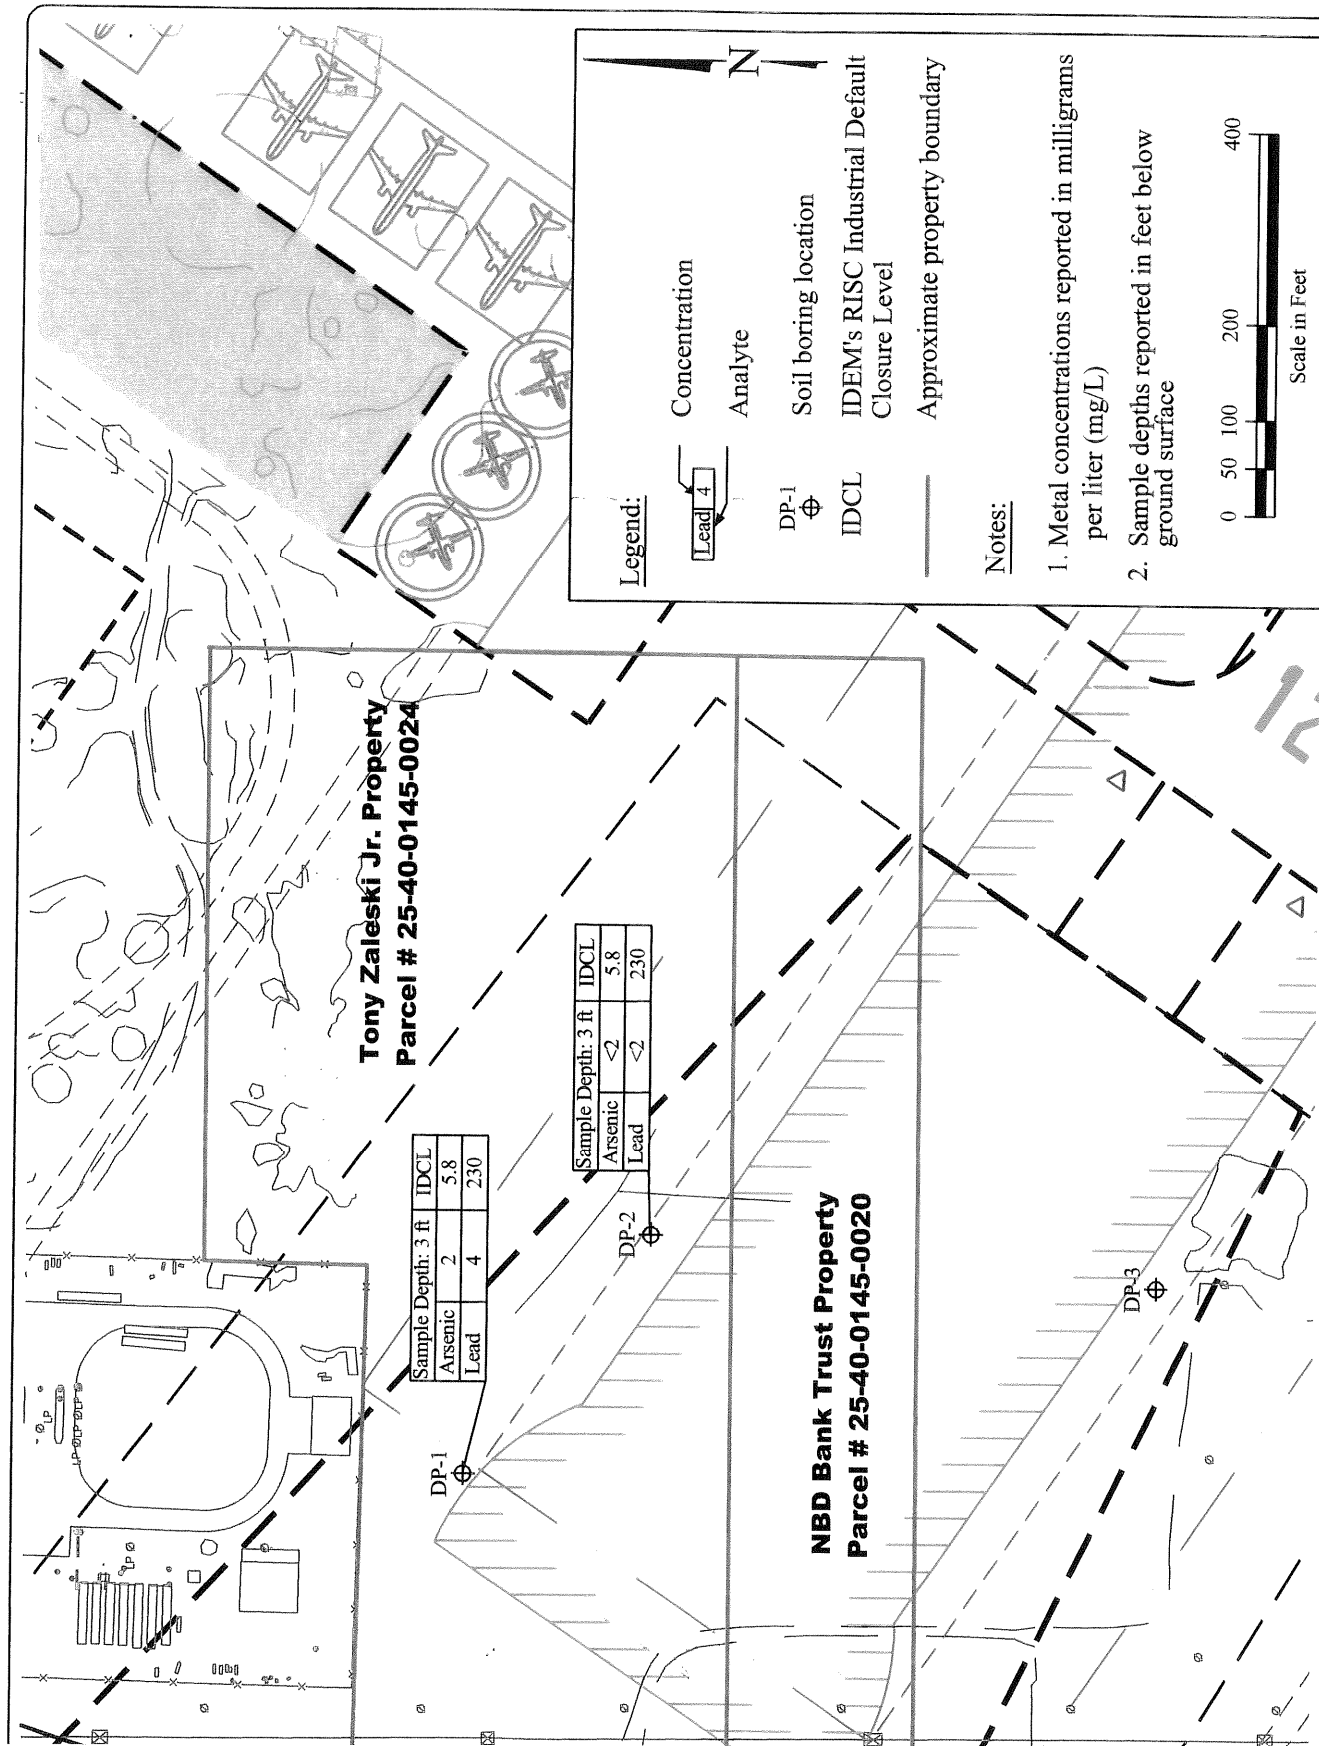 Tony Zaleski Jr. Property
Parcel # 25-40-0145-0024
Sample Depth: 3 ft IDCL
Arsenic 2 5.8
Lead 4 230
DP-1
Sample Depth: 3 ft IDCL
Arsenic <2 5.8
Lead <2 230
DP-2
NBD Bank Trust Property
Parcel # 25-40-0145-0020
DP-3
LP
LP
LP
LP
LP
12
N
Legend:
Lead 4
Concentration
Analyte
DP-1
Soil boring location
IDCL
IDEM's RISC Industrial Default
Closure Level
Approximate property boundary
Notes:
1. Metal concentrations reported in milligrams
per liter (mg/L)
2. Sample depths reported in feet below
ground surface
0 50 100 200 400
Scale in Feet